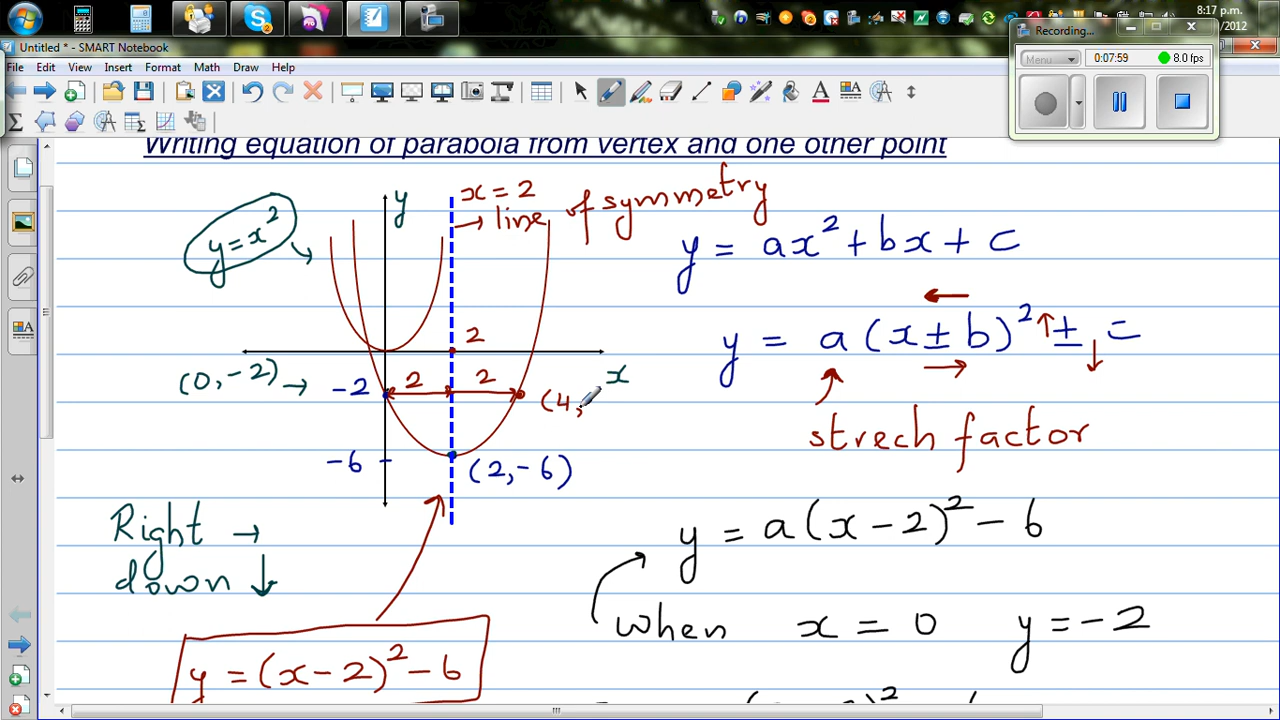 8:17 p.m.
/2012
Untitled * - SMART Notebook
Recording...
Menu
0:07:59
8.0 fps
File Edit View Insert Format Math Draw Help
Writing equation of parabola from vertex and one other point
y = x²
y
x = 2
→ line of symmetry
y = ax² + bx + c
2
y = a(x ± b)² ± c
x
(0, -2) →
-2
2
2
(4,
strech factor
-6
(2, -6)
Right →
down ↓
y = a(x - 2)² - 6
when x = 0 y = -2
y = (x - 2)² - 6